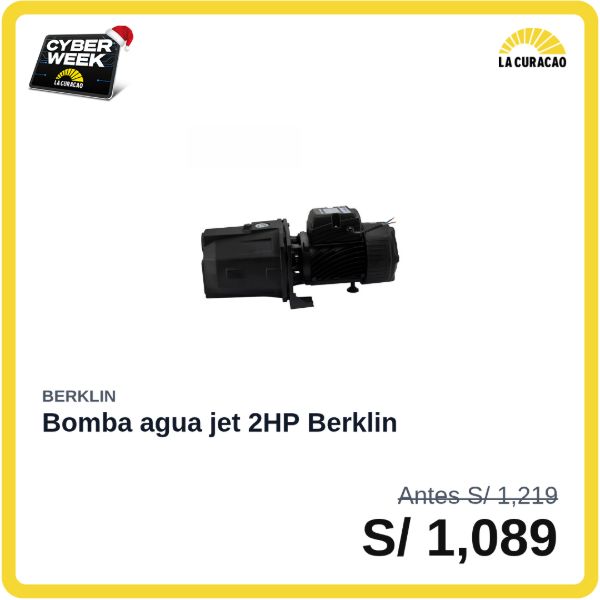 CYBER
WEEK
LA CURACAO
LA CURACAO
BERKLIN
Bomba agua jet 2HP Berklin
Antes S/ 1,219
S/ 1,089